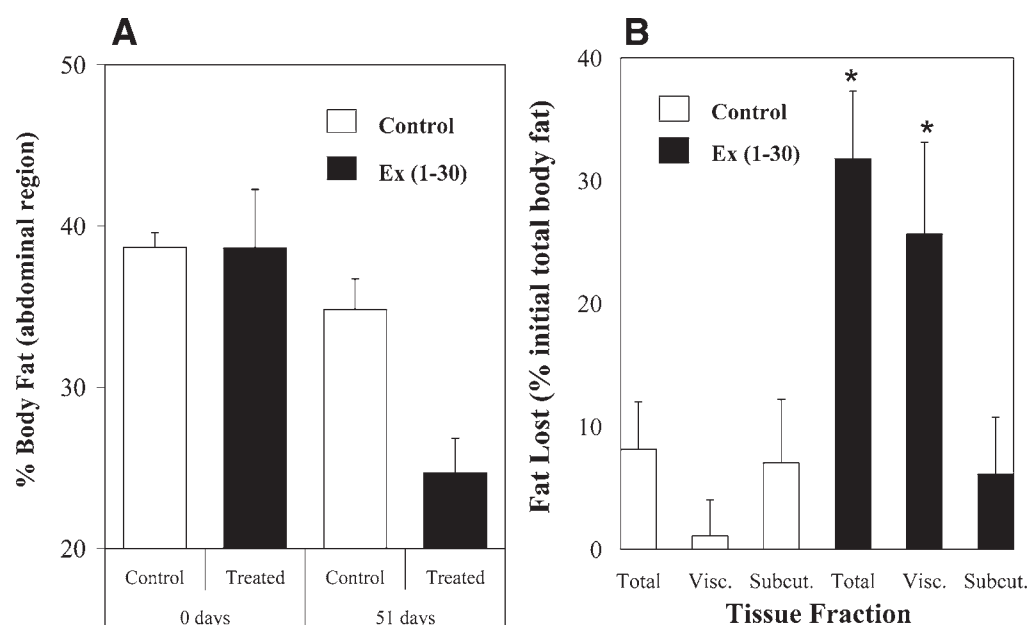 A
% Body Fat (abdominal region)
50
40
30
20
Control
Ex (1-30)
Control
Treated
Control
Treated
0 days
51 days
B
Fat Lost (% initial total body fat)
40
30
20
10
0
Control
Ex (1-30)
*
*
Total
Visc.
Subcut.
Total
Visc.
Subcut.
Tissue Fraction